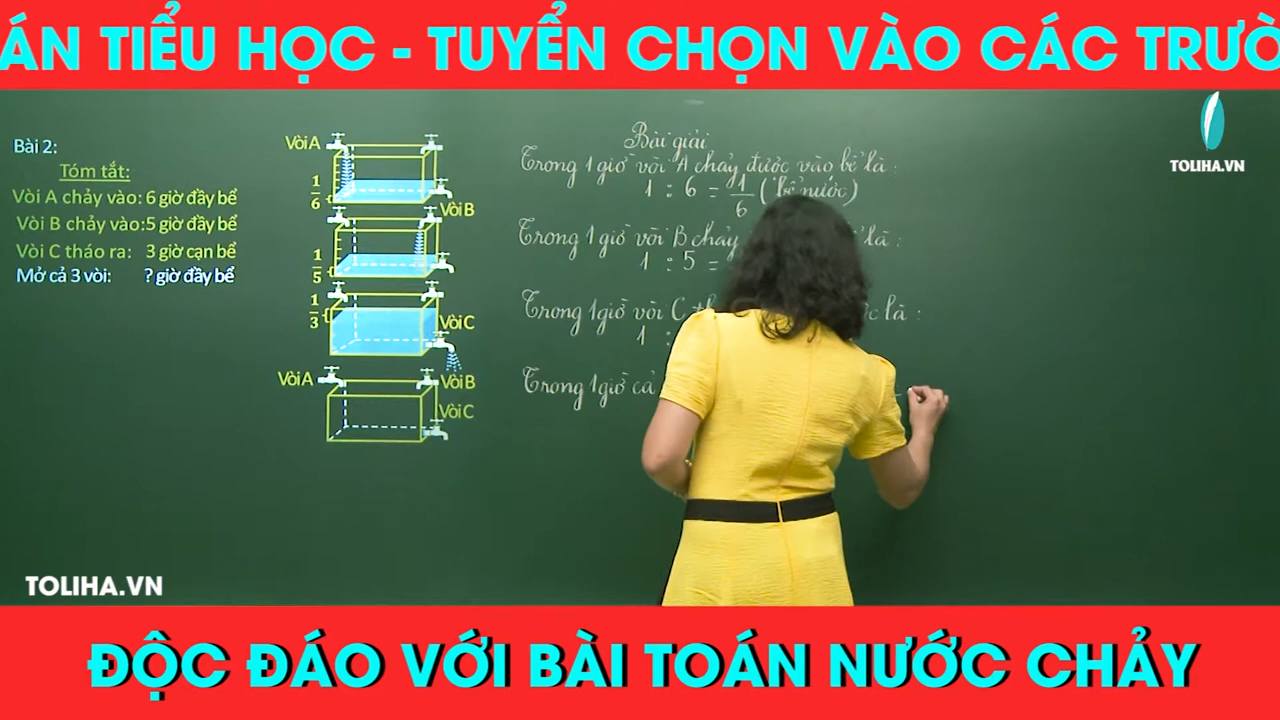 ÁN TIỂU HỌC - TUYỂN CHỌN VÀO CÁC TRƯỜ
TOLIHA.VN
Bài 2:
Tóm tắt:
Vòi A chảy vào: 6 giờ đầy bể
Vòi B chảy vào: 5 giờ đầy bể
Vòi C tháo ra: 3 giờ cạn bể
Mở cả 3 vòi: ? giờ đầy bể
Vòi A
1/6
Vòi B
1/5
1/3
Vòi C
Vòi A
Vòi B
Vòi C
Bài giải
Trong 1 giờ vòi A chảy được vào bể là :
1 : 6 = 1/6 (bể nước)
Trong 1 giờ vòi B chảy là :
1 : 5 =
Trong 1 giờ vòi C là :
1 :
Trong 1 giờ cả
TOLIHA.VN
ĐỘC ĐÁO VỚI BÀI TOÁN NƯỚC CHẢY